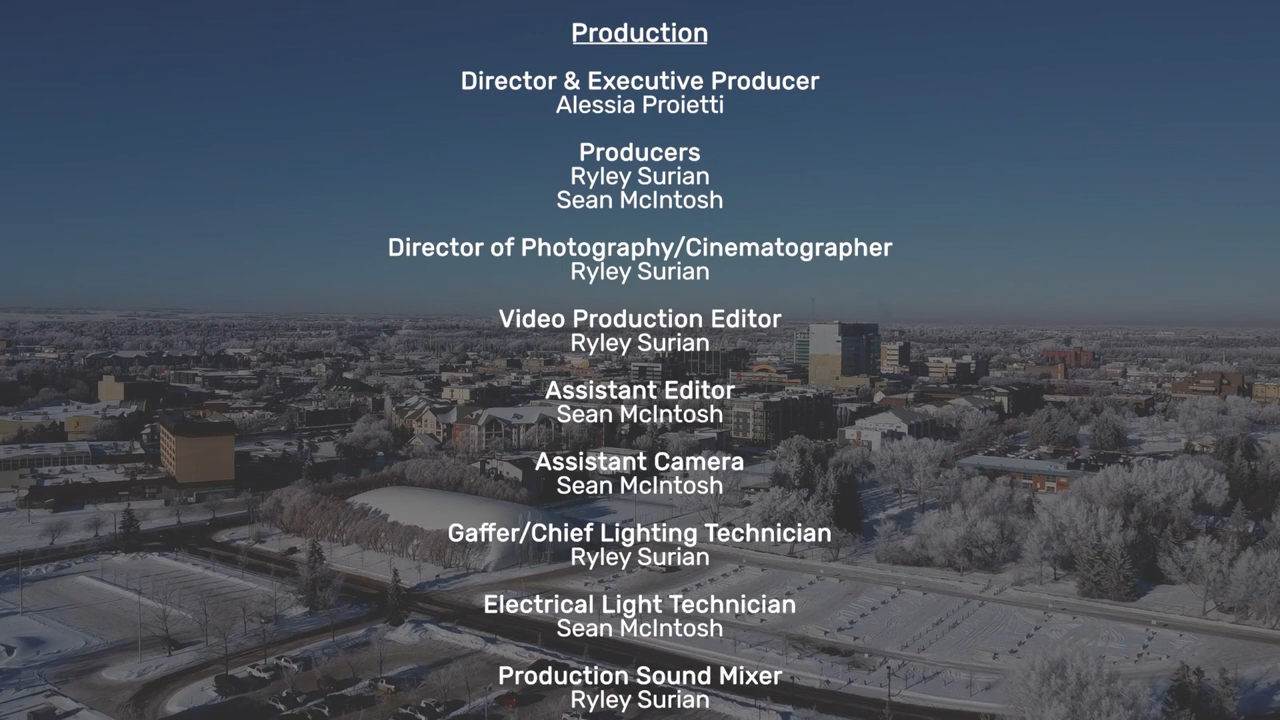 Production
Director & Executive Producer
Alessia Proietti
Producers
Ryley Surian
Sean McIntosh
Director of Photography/Cinematographer
Ryley Surian
Video Production Editor
Ryley Surian
Assistant Editor
Sean McIntosh
Assistant Camera
Sean McIntosh
Gaffer/Chief Lighting Technician
Ryley Surian
Electrical Light Technician
Sean McIntosh
Production Sound Mixer
Ryley Surian